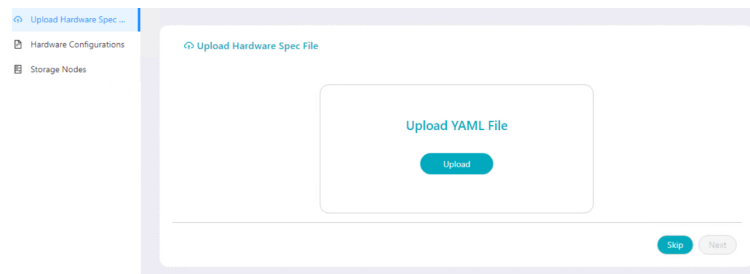 Upload Hardware Spec ...
Hardware Configurations
Storage Nodes
Upload Hardware Spec File
Upload YAML File
Upload
Skip
Next